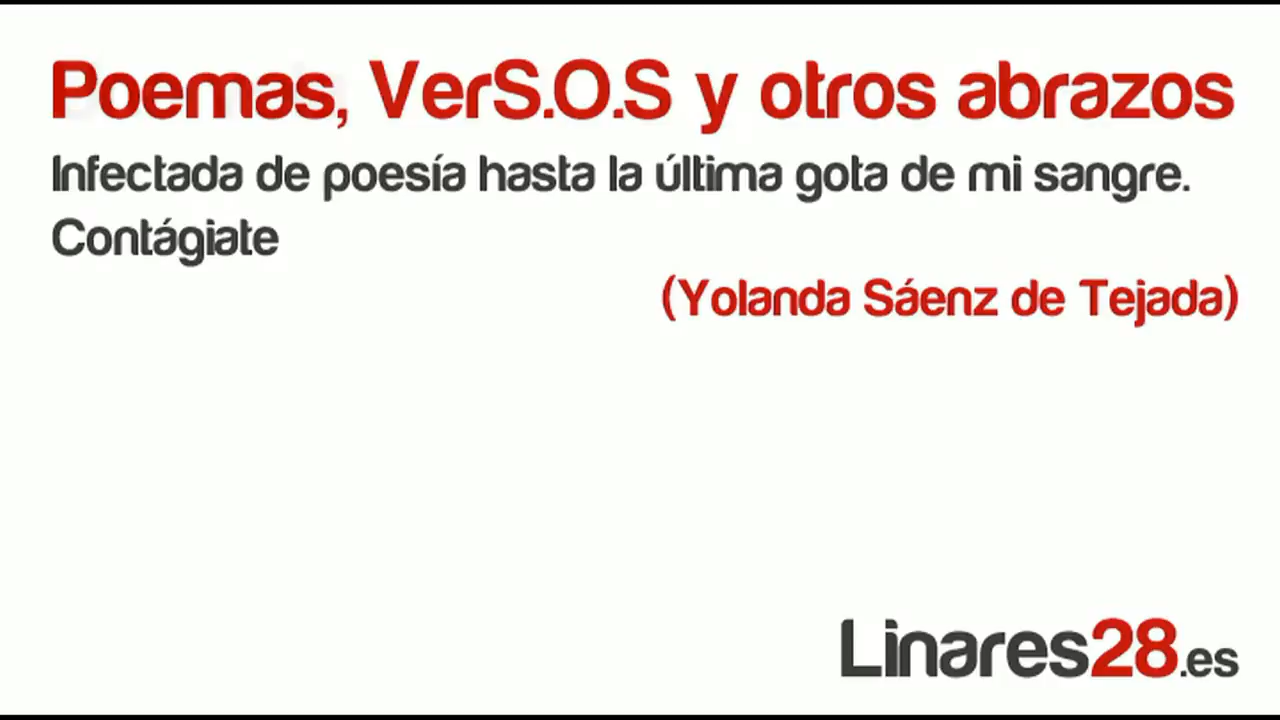 Poemas, VerS.O.S y otros abrazos
Infectada de poesía hasta la última gota de mi sangre.
Contágiate
(Yolanda Sáenz de Tejada)
Linares28.es